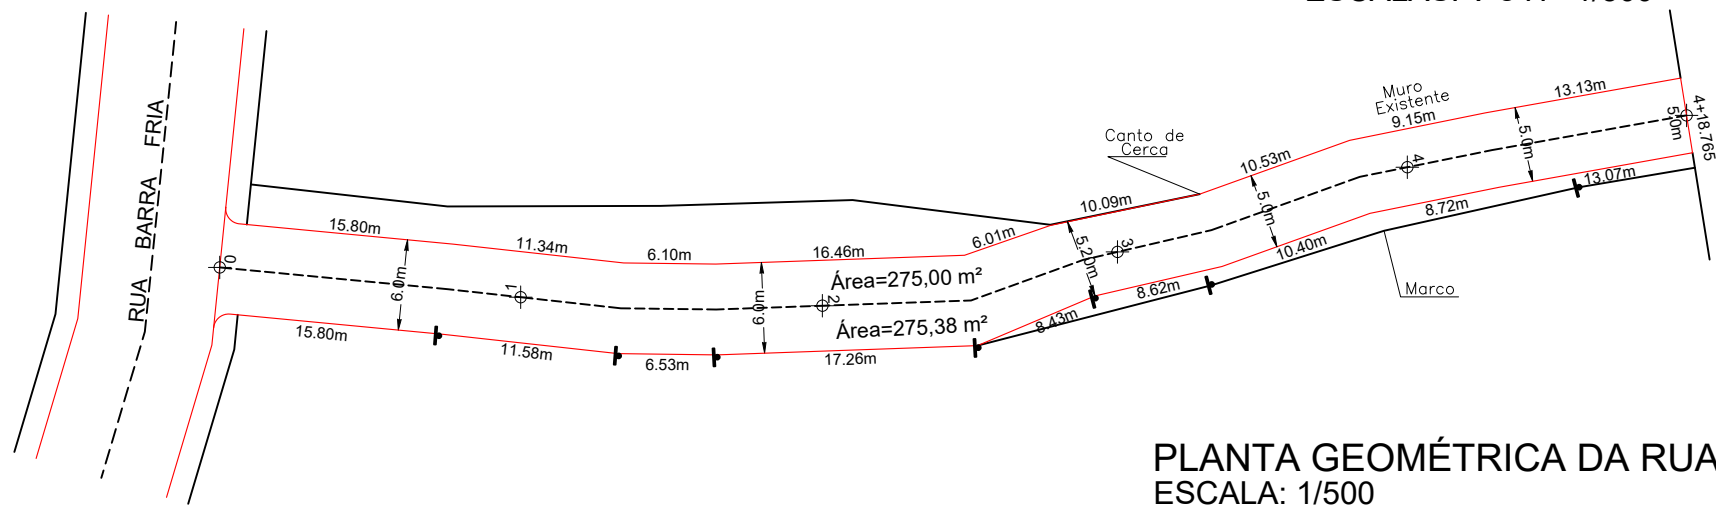 RUA BARRA FRIA
0
15.80m
11.34m
6.10m
16.46m
6.01m
10.09m
Canto de
Cerca
10.53m
Muro
Existente
9.15m
13.13m
4+18.765
5.0m
6.0m
1
6.0m
Área=275,00 m²
2
5.20m
3
5.0m
4
5.0m
Área=275,38 m²
15.80m
11.58m
6.53m
17.26m
8.43m
8.62m
10.40m
8.72m
13.07m
Marco
PLANTA GEOMÉTRICA DA RUA
ESCALA: 1/500